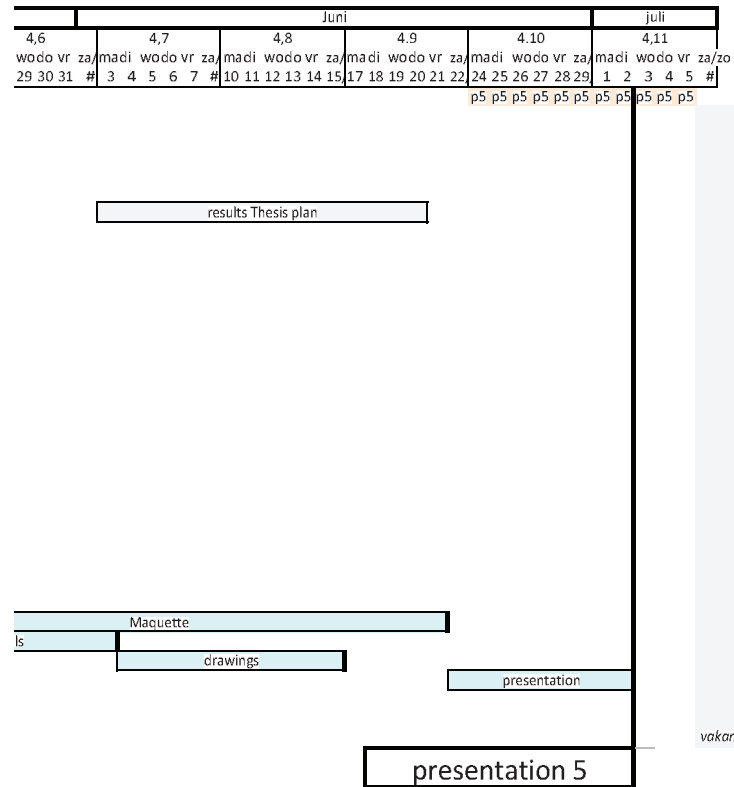 Juni juli
4,6 4,7 4,8 4.9 4.10 4,11
wodo vr za/ madi wodo vr za/ madi wodo vr za/ madi wodo vr za/ madi wodo vr za/ madi wodo vr za/zo
29 30 31 # 3 4 5 6 7 # 10 11 12 13 14 15/ 17 18 19 20 21 22/ 24 25 26 27 28 29/ 1 2 3 4 5 #
p5 p5 p5 p5 p5 p5 p5 p5 p5 p5 p5
results Thesis plan
Maquette
ls
drawings
presentation
vakan
presentation 5